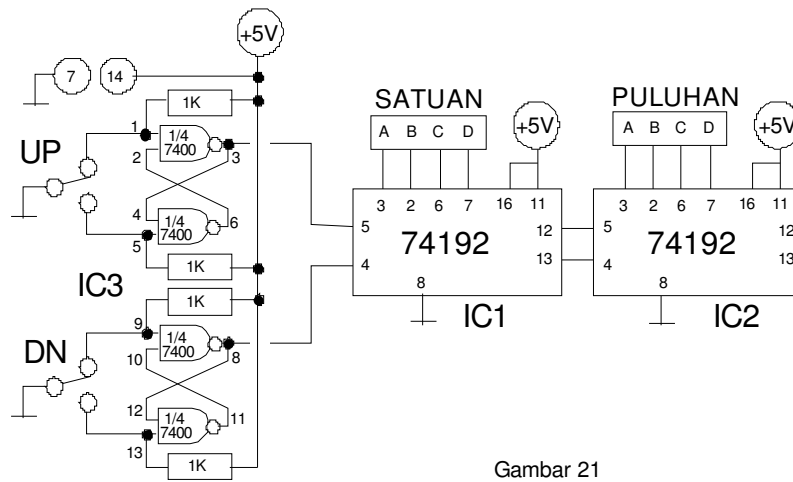 +5V
7 14
1K
SATUAN
PULUHAN
A B C D
+5V
A B C D
+5V
1
1/4
7400
3
UP
2
3 2 6 7 16 11
3 2 6 7 16 11
4
1/4
7400
6
5
5
74192
12
5
74192
12
4
13
4
13
1K
8
8
IC3
1K
IC1
IC2
9
1/4
7400
8
DN
10
12
1/4
7400
11
13
1K
Gambar 21